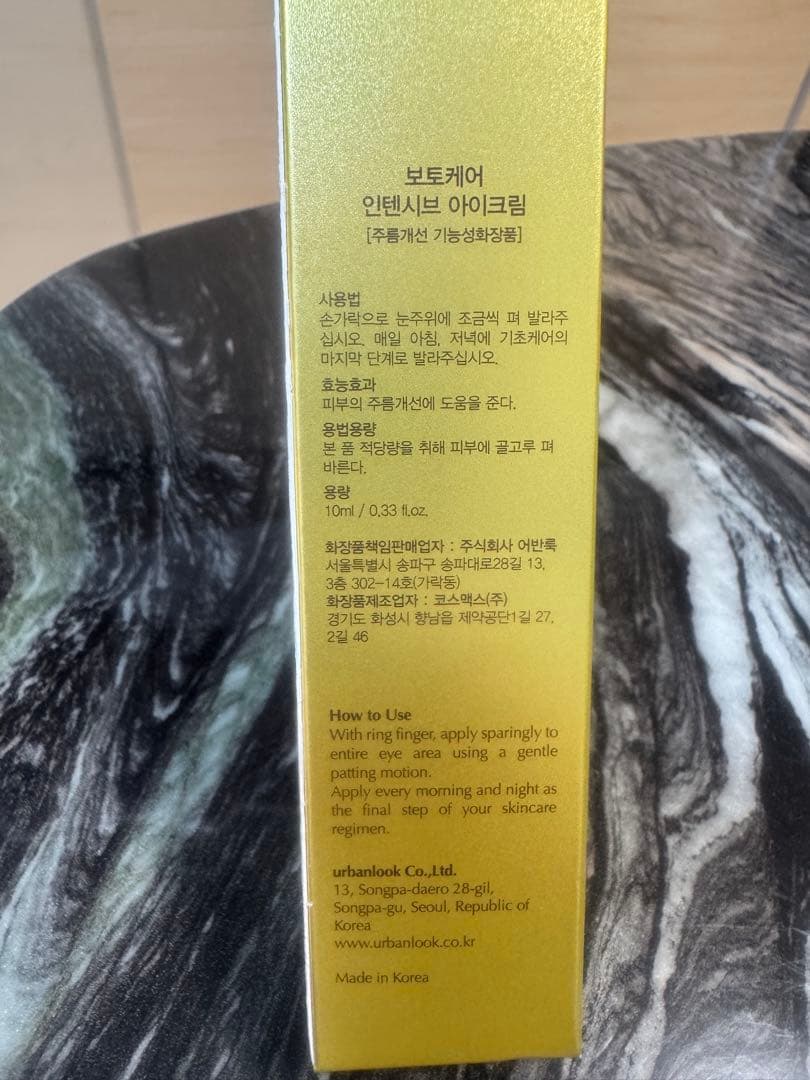 보토케어
인텐시브 아이크림
[주름개선 기능성화장품]
사용법
손가락으로 눈주위에 조금씩 펴 발라주
십시오. 매일 아침, 저녁에 기초케어의
마지막 단계로 발라주십시오.
효능효과
피부의 주름개선에 도움을 준다.
용법용량
본 품 적당량을 취해 피부에 골고루 펴
바른다.
용량
10ml / 0.33 fl.oz.
화장품책임판매업자 : 주식회사 어반룩
서울특별시 송파구 송파대로28길 13,
3층 302-14호(가락동)
화장품제조업자 : 코스맥스(주)
경기도 화성시 향남읍 제약공단1길 27,
2길 46
How to Use
With ring finger, apply sparingly to
entire eye area using a gentle
patting motion.
Apply every morning and night as
the final step of your skincare
regimen.
urbanlook Co.,Ltd.
13, Songpa-daero 28-gil,
Songpa-gu, Seoul, Republic of
Korea
www.urbanlook.co.kr
Made in Korea